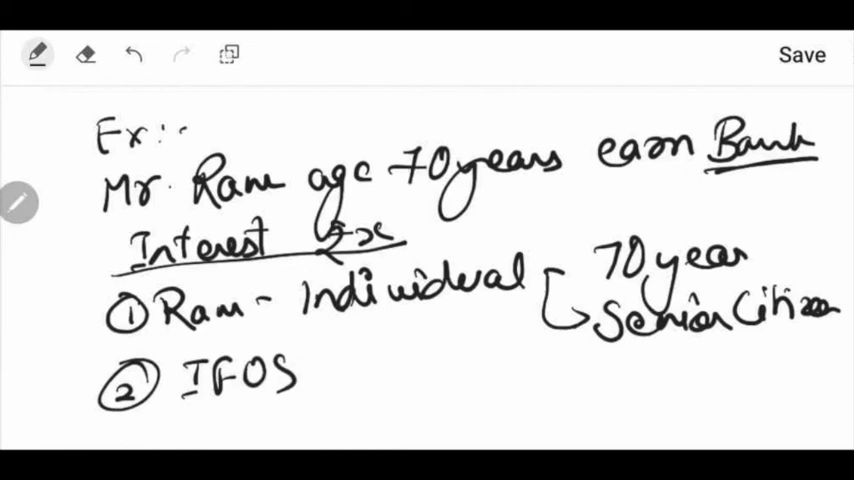 Save
Ex:-
Mr. Ram age 70 years earn Bank
Interest ₹ x
① Ram - Individual 70 year
Senior Citizen
② IFOS